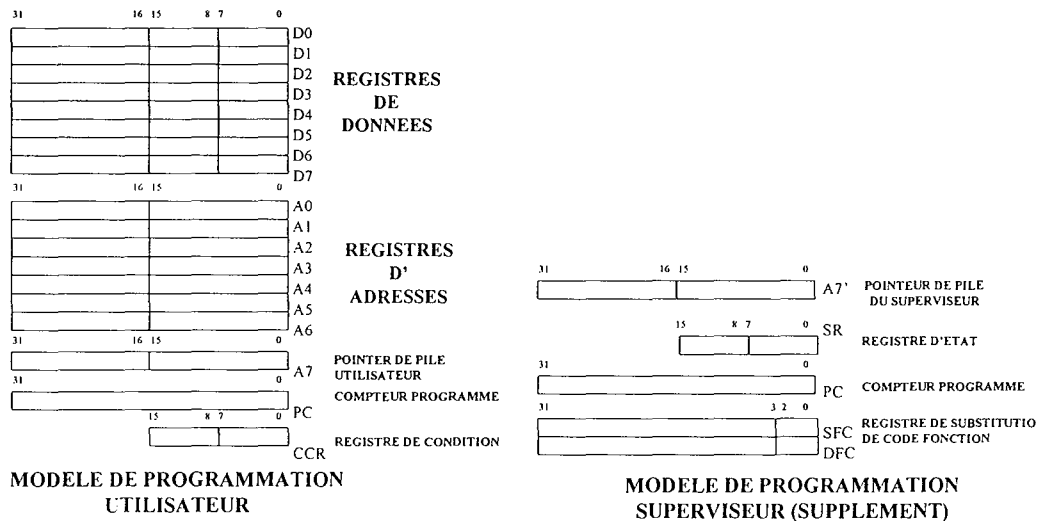 31 16 15 8 7 0
D0
D1
D2
D3
D4
D5
D6
D7
REGISTRES
DE
DONNEES
31 16 15 0
A0
A1
A2
A3
A4
A5
A6
REGISTRES
D'
ADRESSES
31 16 15 0
A7
POINTER DE PILE
UTILISATEUR
31 0
PC
COMPTEUR PROGRAMME
15 8 7 0
CCR
REGISTRE DE CONDITION
MODELE DE PROGRAMMATION
UTILISATEUR
31 16 15 0
A7'
POINTEUR DE PILE
DU SUPERVISEUR
15 8 7 0
SR
REGISTRE D'ETAT
31 0
PC
COMPTEUR PROGRAMME
31 3 2 0
SFC
DFC
REGISTRE DE SUBSTITUTIO
DE CODE FONCTION
MODELE DE PROGRAMMATION
SUPERVISEUR (SUPPLEMENT)